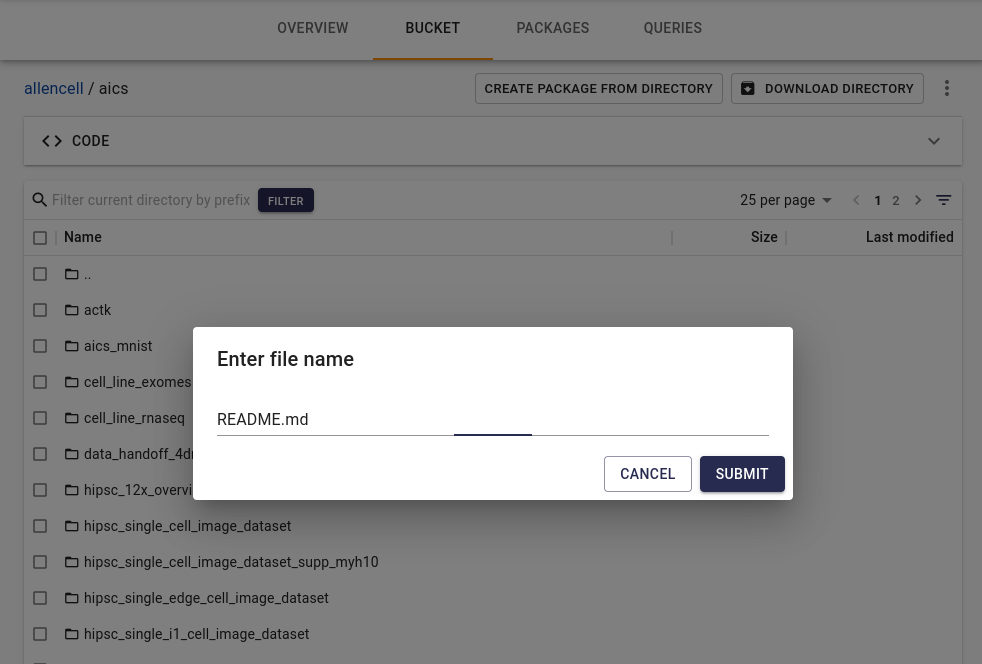 OVERVIEW BUCKET PACKAGES QUERIES
allencell / aics CREATE PACKAGE FROM DIRECTORY DOWNLOAD DIRECTORY
CODE
Filter current directory by prefix FILTER 25 per page 1 2
Name Size Last modified
..
actk
aics_mnist
cell_line_exomes
cell_line_rnaseq
data_handoff_4d
hipsc_12x_overvi
hipsc_single_cell_image_dataset
hipsc_single_cell_image_dataset_supp_myh10
hipsc_single_edge_cell_image_dataset
hipsc_single_i1_cell_image_dataset
Enter file name
README.md
CANCEL SUBMIT